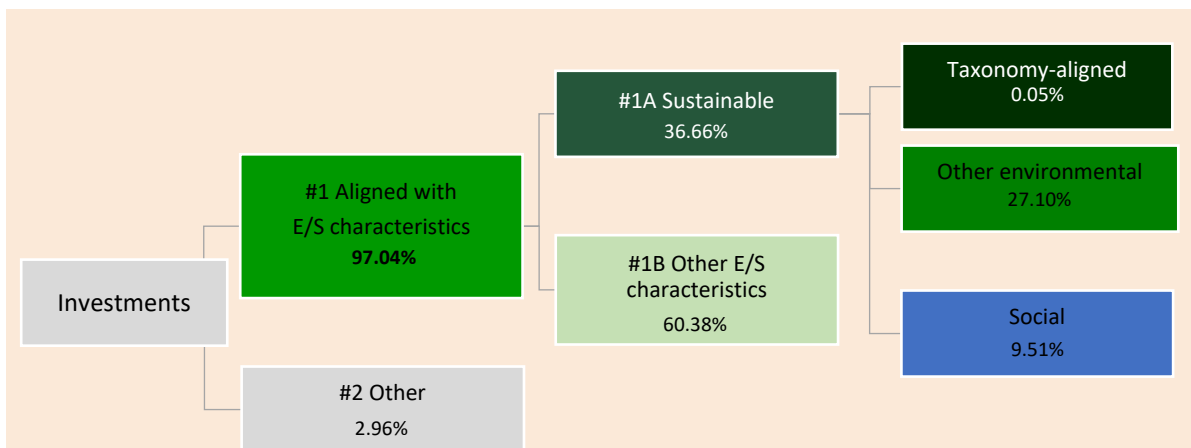 Investments
#1 Aligned with
E/S characteristics
97.04%
#2 Other
2.96%
#1A Sustainable
36.66%
#1B Other E/S
characteristics
60.38%
Taxonomy-aligned
0.05%
Other environmental
27.10%
Social
9.51%